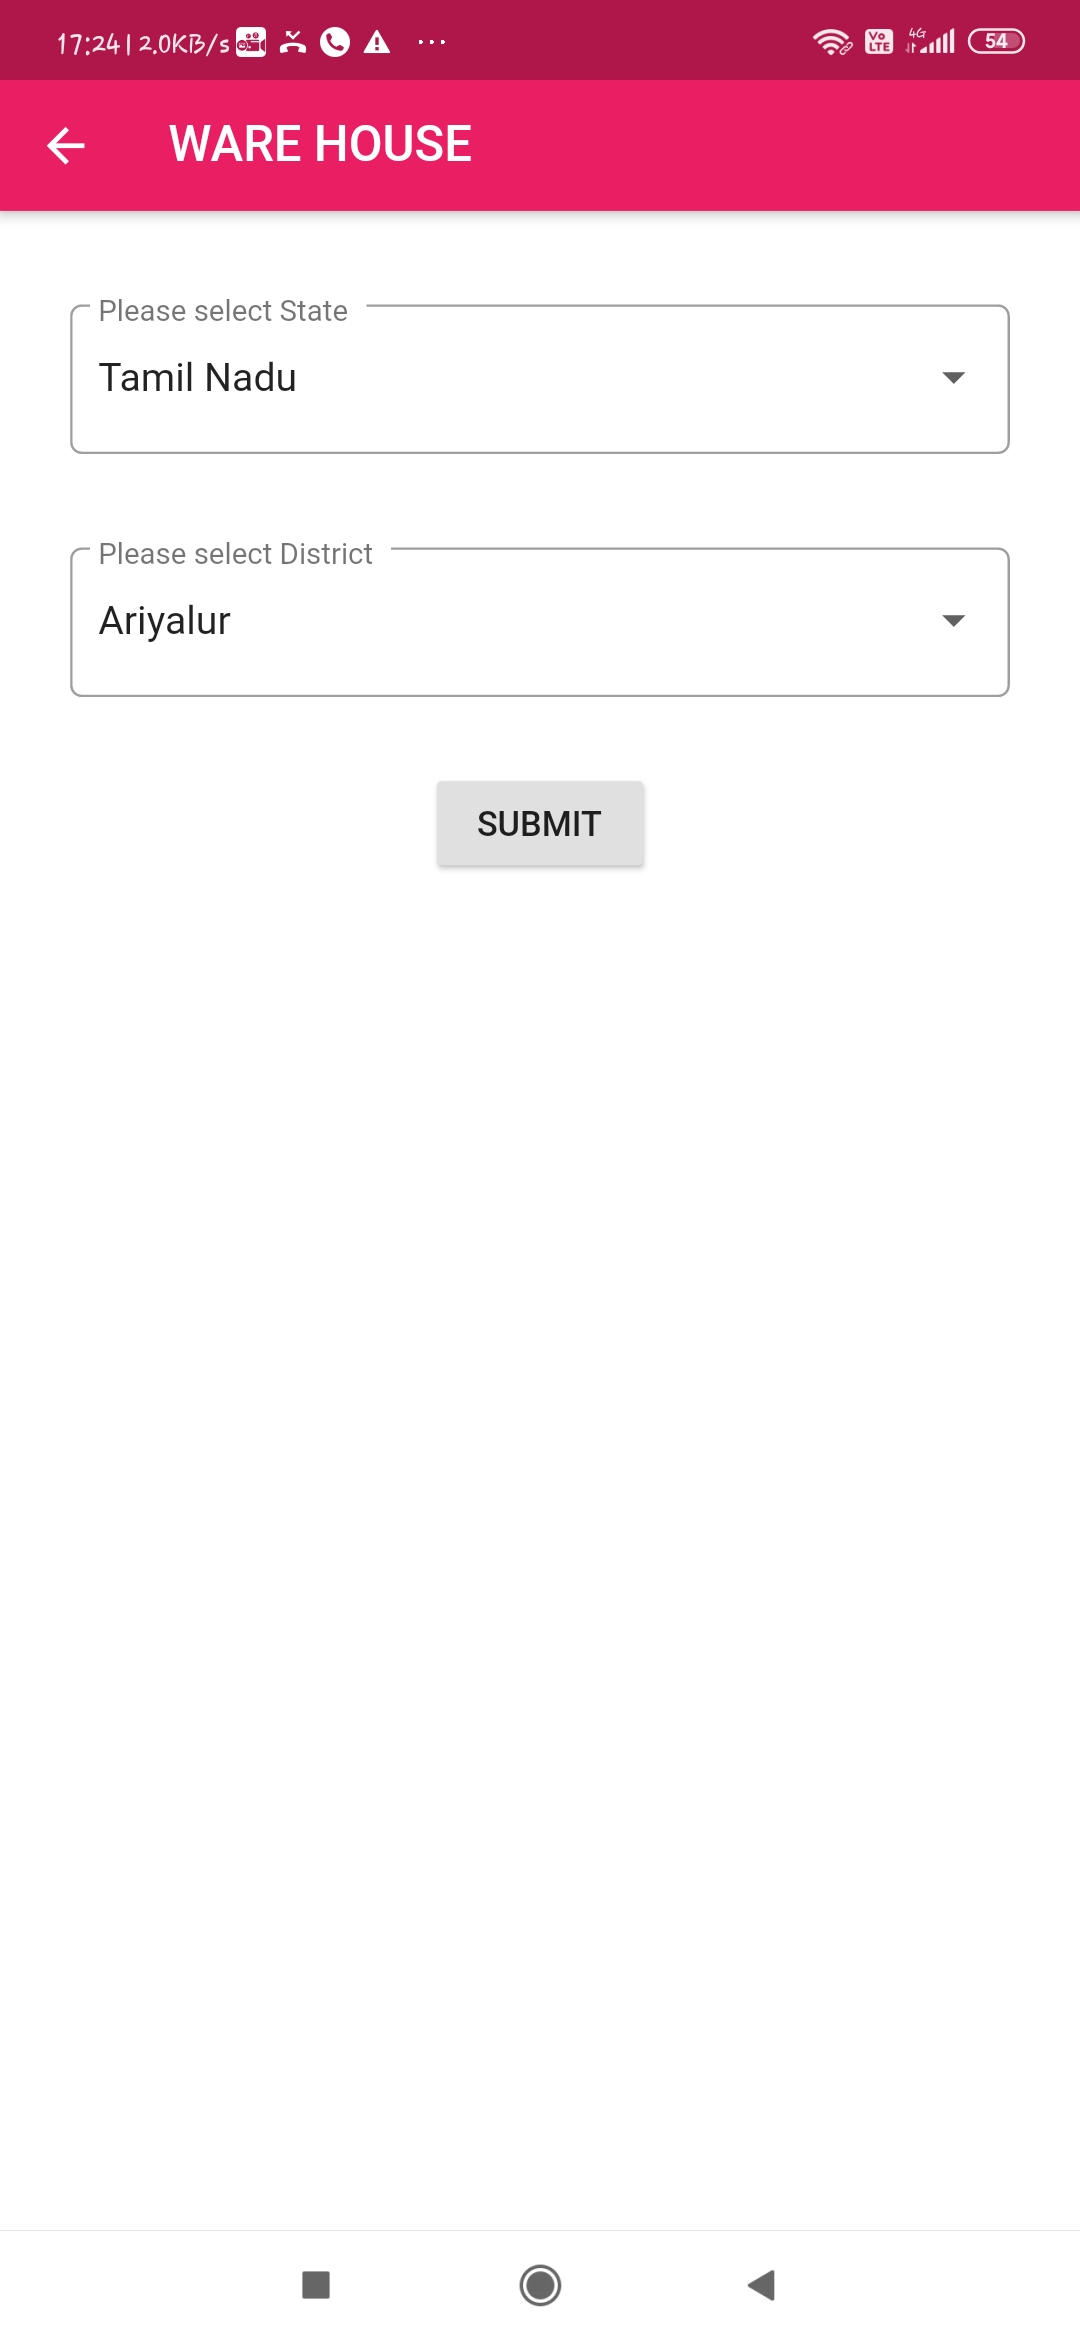 17:24 | 2.0KB/s
Vo
LTE
4G
54
WARE HOUSE
Please select State
Tamil Nadu
Please select District
Ariyalur
SUBMIT